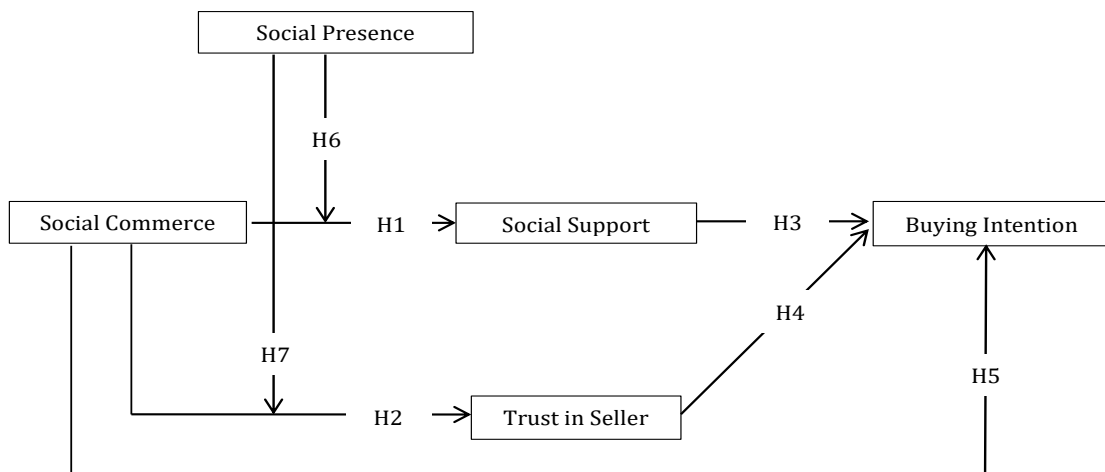 Social Presence
H6
Social Commerce
H1
Social Support
H3
Buying Intention
H4
H7
H5
H2
Trust in Seller